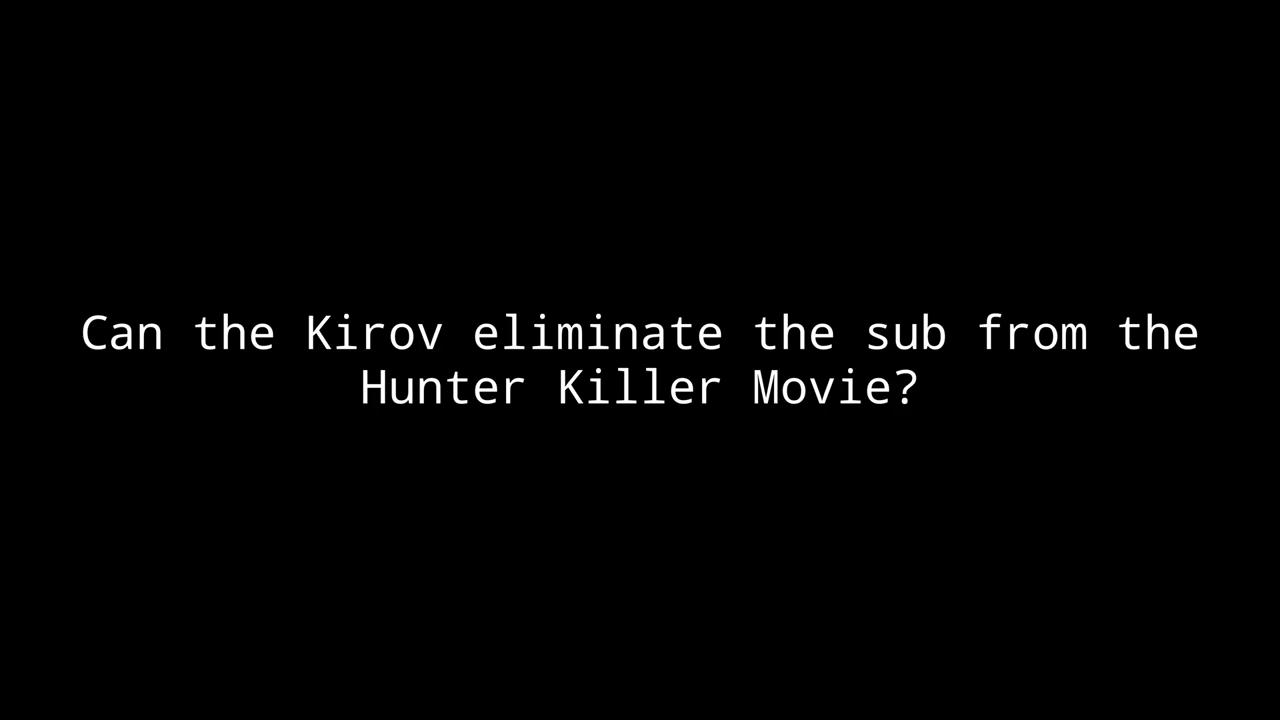 Can the Kirov eliminate the sub from the
Hunter Killer Movie?